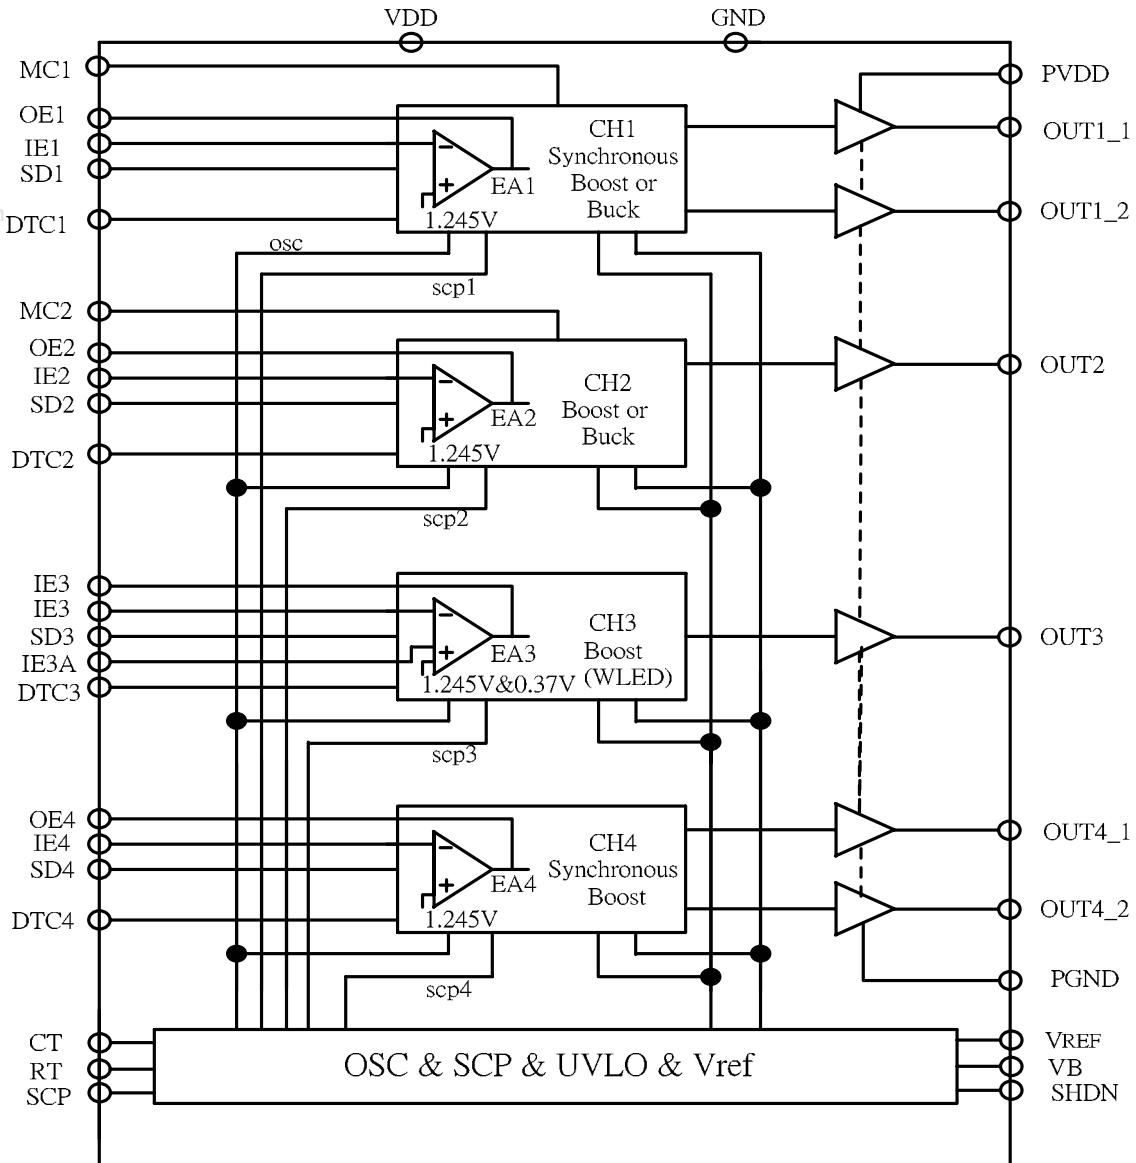 VDD
GND
MC1
PVDD
OE1
IE1
SD1
DTC1
CH1
Synchronous
Boost or
Buck
EA1
1.245V
OUT1_1
OUT1_2
osc
scp1
MC2
OE2
IE2
SD2
DTC2
CH2
Boost or
Buck
EA2
1.245V
OUT2
scp2
IE3
IE3
SD3
IE3A
DTC3
CH3
Boost
(WLED)
EA3
1.245V&0.37V
OUT3
scp3
OE4
IE4
SD4
DTC4
CH4
Synchronous
Boost
EA4
1.245V
OUT4_1
OUT4_2
scp4
PGND
CT
RT
SCP
OSC & SCP & UVLO & Vref
VREF
VB
SHDN